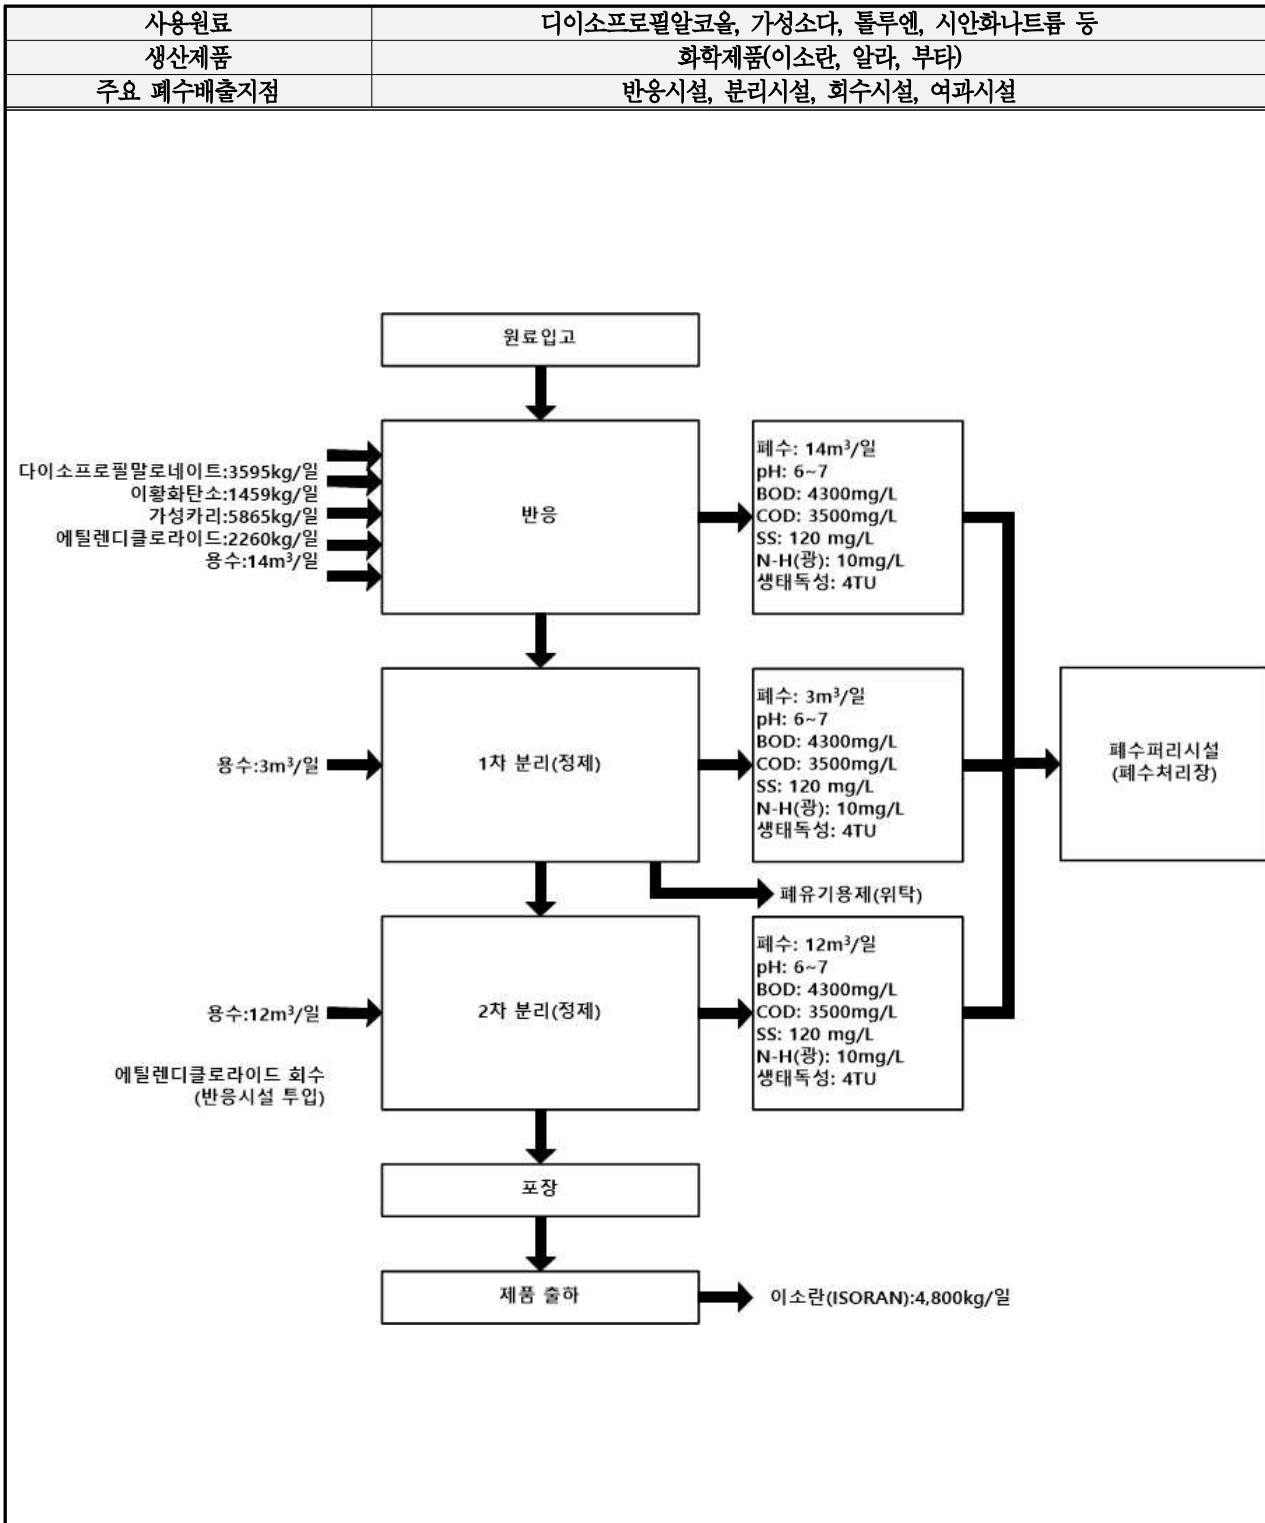 사용원료 디이소프로필알코올, 가성소다, 톨루엔, 시안화나트륨 등
생산제품 화학제품(이소란, 알라, 부타)
주요 폐수배출지점 반응시설, 분리시설, 회수시설, 여과시설
원료입고
다이소프로필말로네이트:3595kg/일
이황화탄소:1459kg/일
가성카리:5865kg/일
에틸렌디클로라이드:2260kg/일
용수:14m³/일
반응
폐수: 14m³/일
pH: 6~7
BOD: 4300mg/L
COD: 3500mg/L
SS: 120 mg/L
N-H(광): 10mg/L
생태독성: 4TU
용수:3m³/일
1차 분리(정제)
폐수: 3m³/일
pH: 6~7
BOD: 4300mg/L
COD: 3500mg/L
SS: 120 mg/L
N-H(광): 10mg/L
생태독성: 4TU
폐수퍼리시설
(폐수처리장)
폐유기용제(위탁)
용수:12m³/일
에틸렌디클로라이드 회수
(반응시설 투입)
2차 분리(정제)
폐수: 12m³/일
pH: 6~7
BOD: 4300mg/L
COD: 3500mg/L
SS: 120 mg/L
N-H(광): 10mg/L
생태독성: 4TU
포장
제품 출하
이소란(ISORAN):4,800kg/일